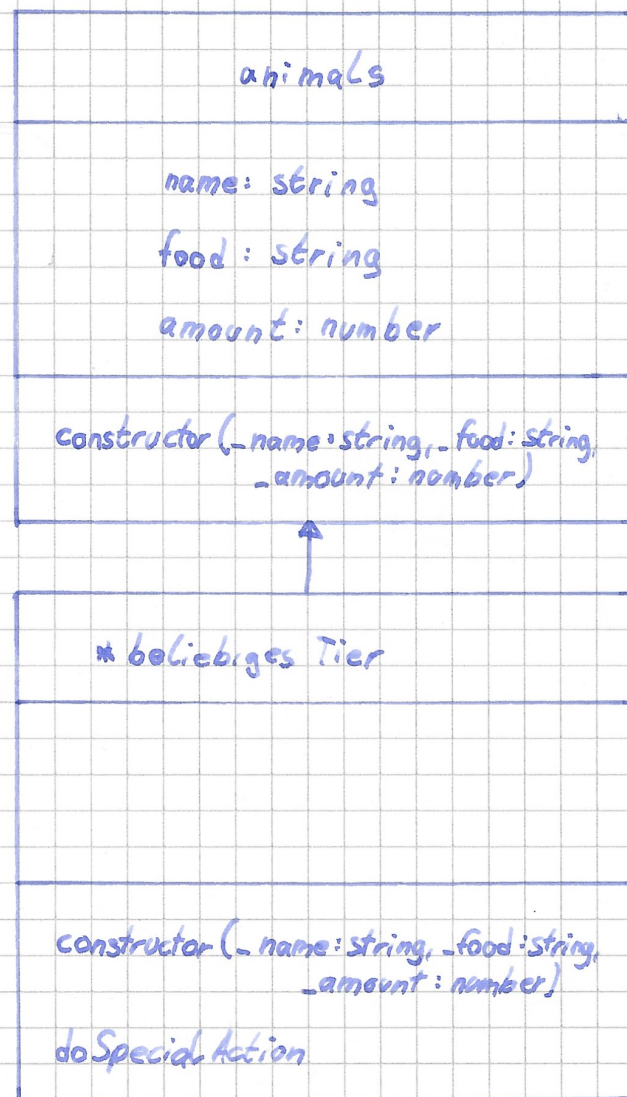 animals
name: string
food: string
amount: number
constructor(_name: string, _food: string,
_amount: number)
* beliebiges Tier
constructor(_name: string, _food: string,
_amount: number)
doSpecialAction